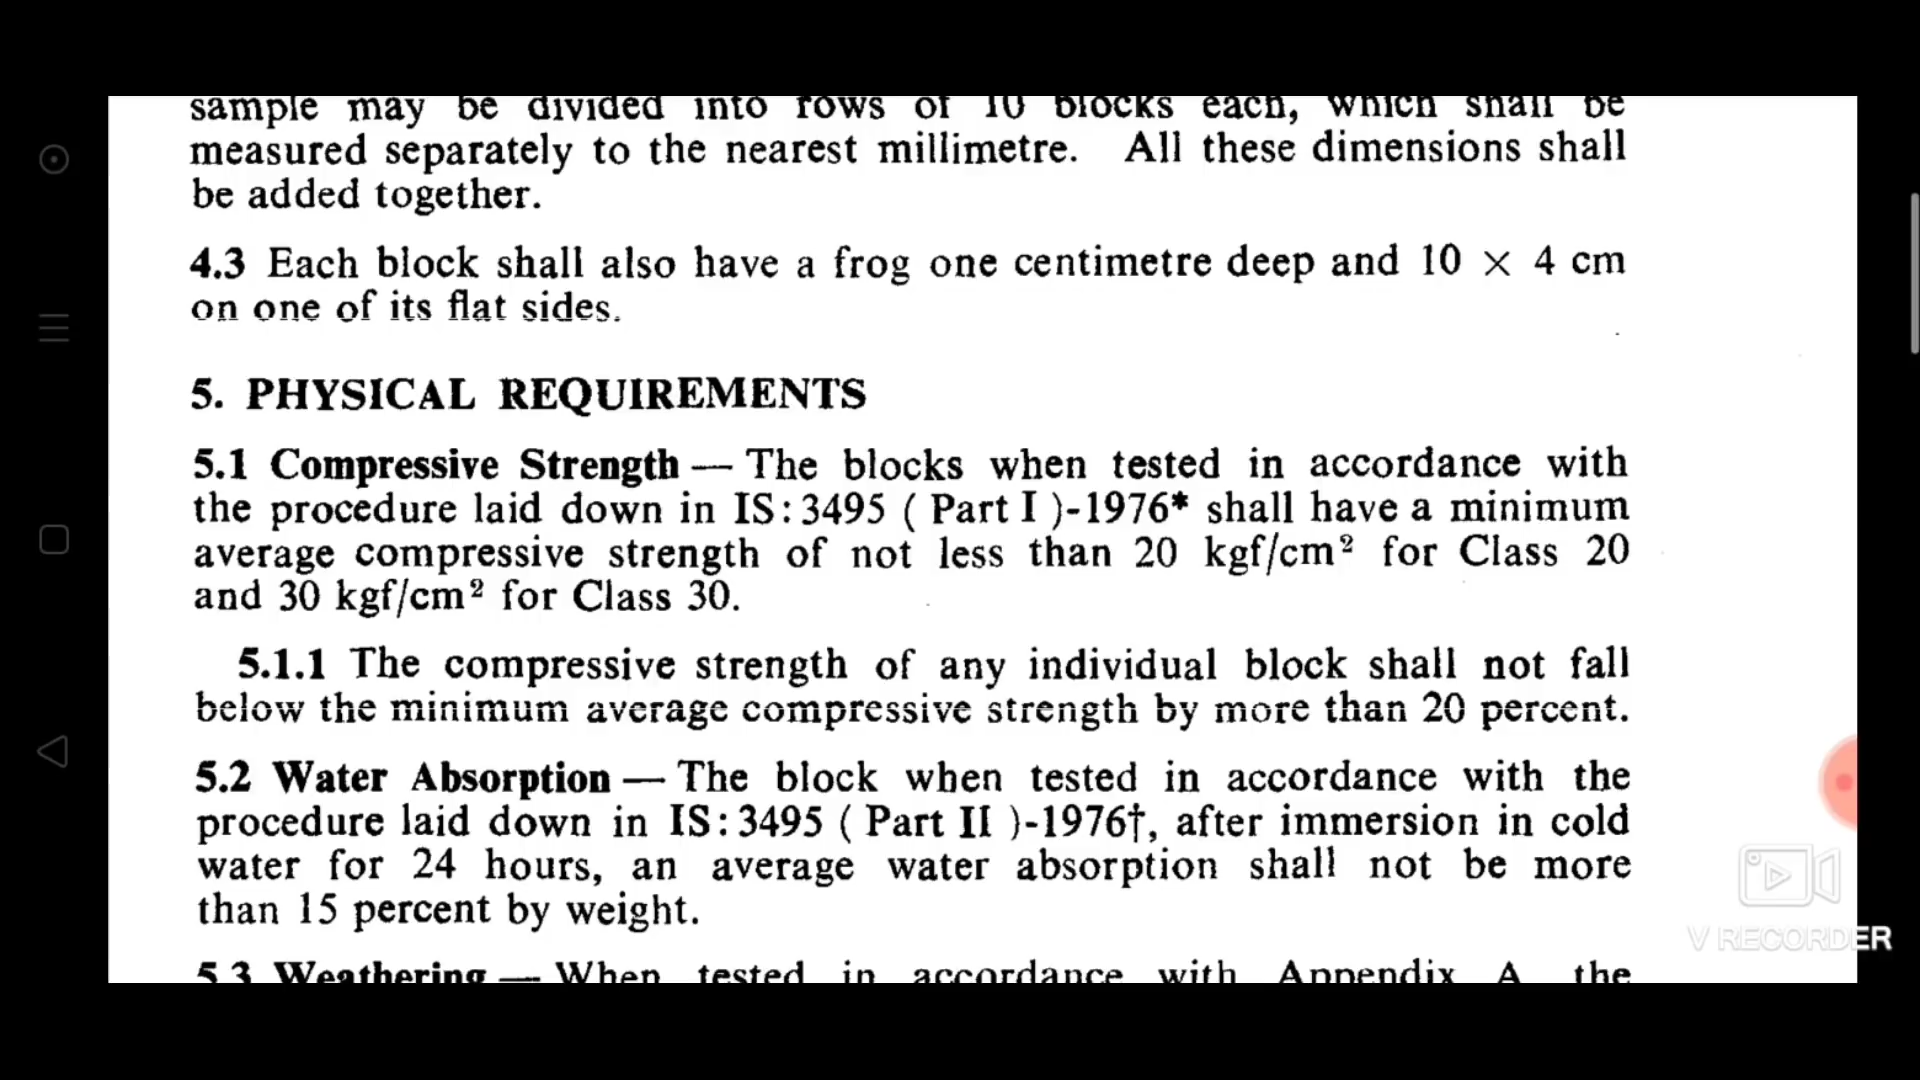 sample may be divided into rows of 10 blocks each, which shall be
measured separately to the nearest millimetre. All these dimensions shall
be added together.
4.3 Each block shall also have a frog one centimetre deep and 10 × 4 cm
on one of its flat sides.
5. PHYSICAL REQUIREMENTS
5.1 Compressive Strength — The blocks when tested in accordance with
the procedure laid down in IS : 3495 ( Part I )-1976* shall have a minimum
average compressive strength of not less than 20 kgf/cm² for Class 20
and 30 kgf/cm² for Class 30.
5.1.1 The compressive strength of any individual block shall not fall
below the minimum average compressive strength by more than 20 percent.
5.2 Water Absorption — The block when tested in accordance with the
procedure laid down in IS : 3495 ( Part II )-1976†, after immersion in cold
water for 24 hours, an average water absorption shall not be more
than 15 percent by weight.
5.3 Weathering — When tested in accordance with Appendix A, the
V RECORDER